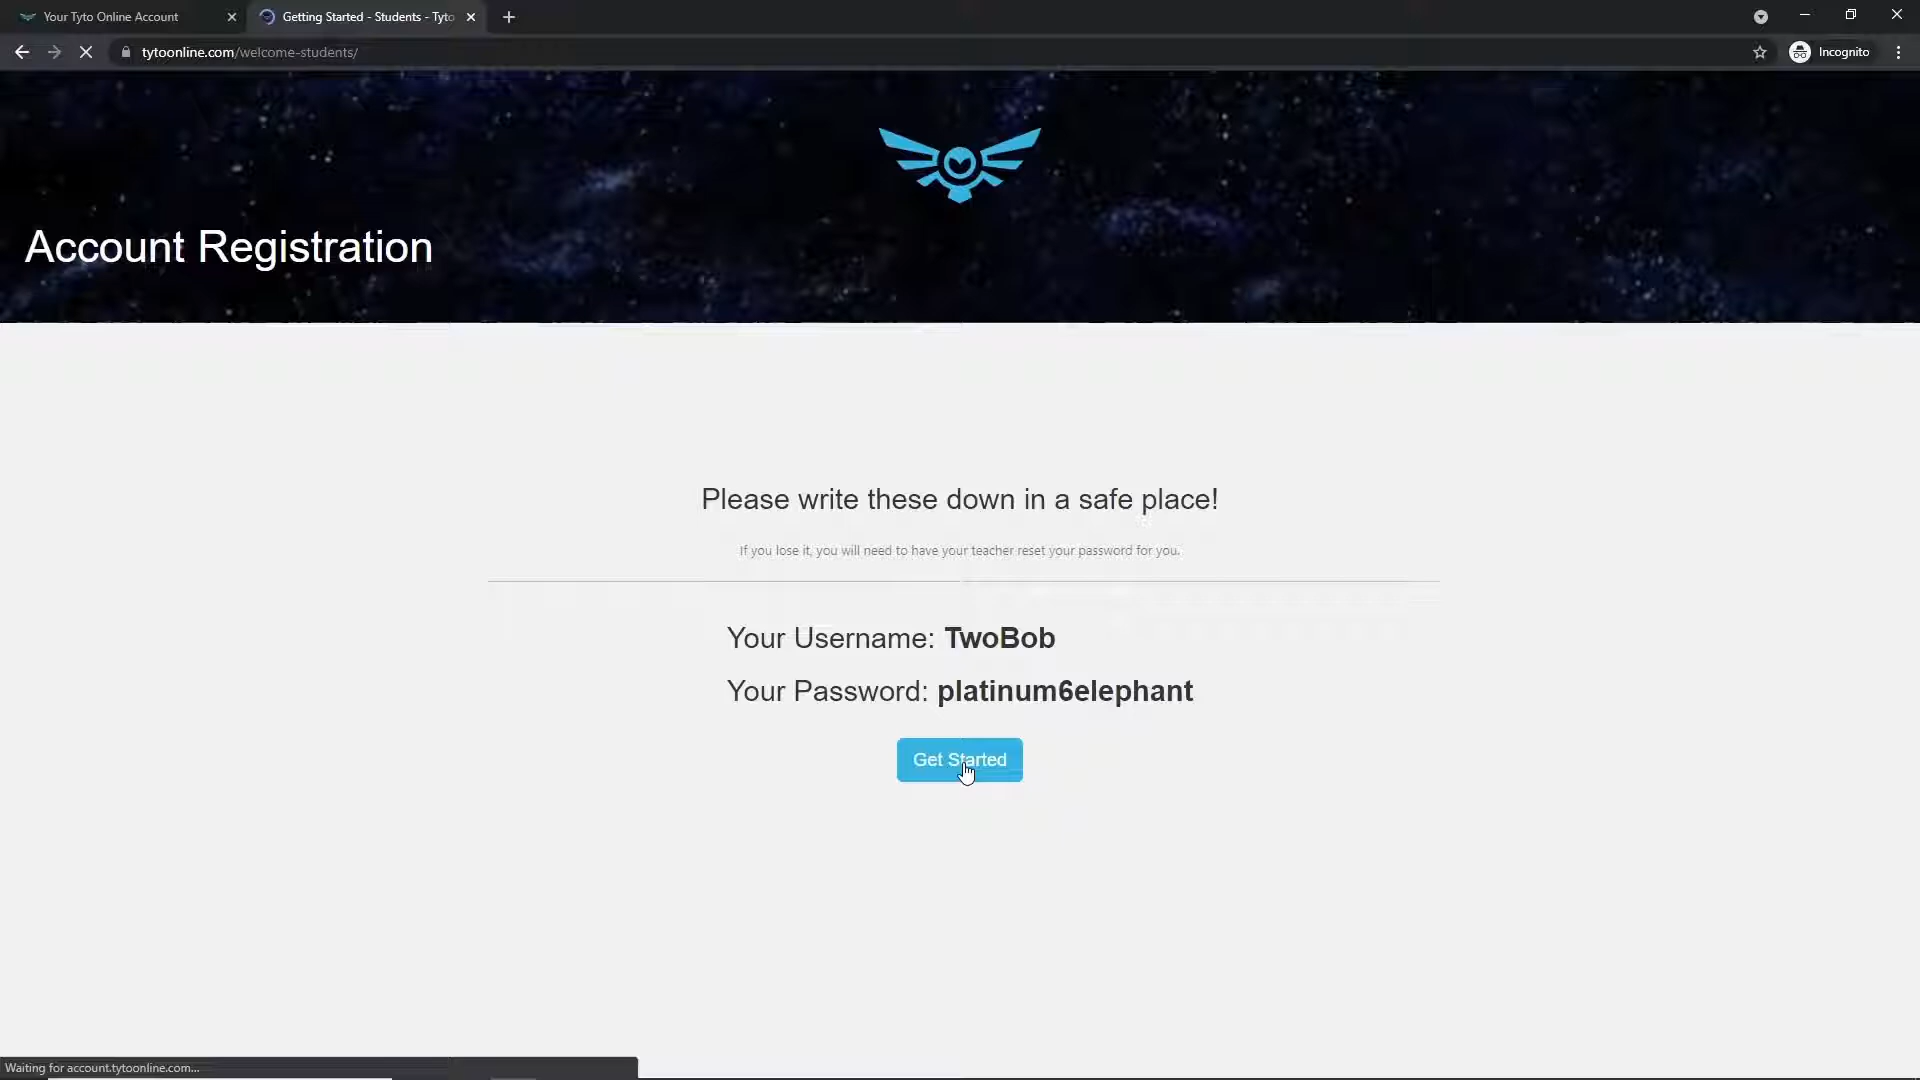 Your Tyto Online Account
Getting Started - Students - Tyto
tytoonline.com/welcome-students/
Incognito
Account Registration
Please write these down in a safe place!
If you lose it, you will need to have your teacher reset your password for you.
Your Username: TwoBob
Your Password: platinum6elephant
Get Started
Waiting for account.tytoonline.com...